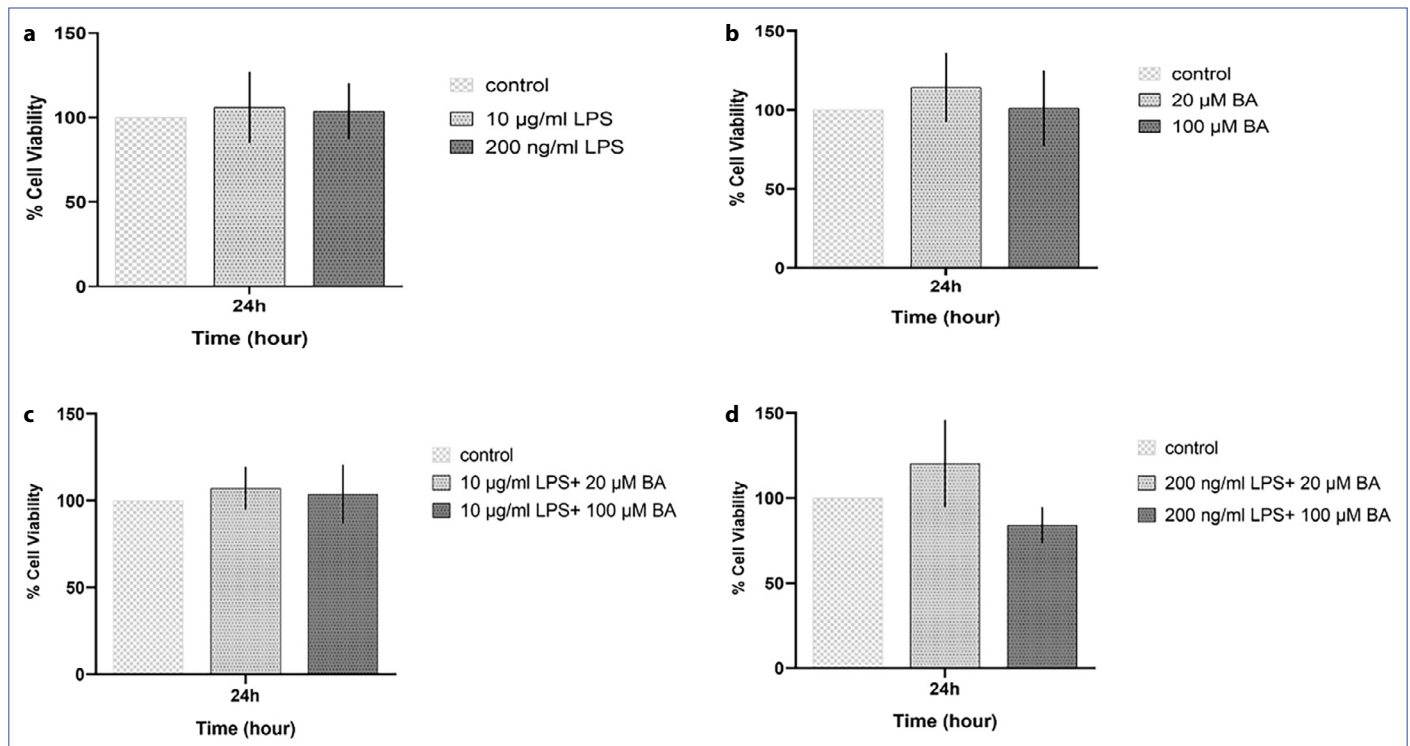 a
150
100
50
0
% Cell Viability
24h
Time (hour)
control
10 µg/ml LPS
200 ng/ml LPS
b
150
100
50
0
% Cell Viability
24h
Time (hour)
control
20 µM BA
100 µM BA
c
150
100
50
0
% Cell Viability
24h
Time (hour)
control
10 µg/ml LPS+ 20 µM BA
10 µg/ml LPS+ 100 µM BA
d
150
100
50
0
% Cell Viability
24h
Time (hour)
control
200 ng/ml LPS+ 20 µM BA
200 ng/ml LPS+ 100 µM BA